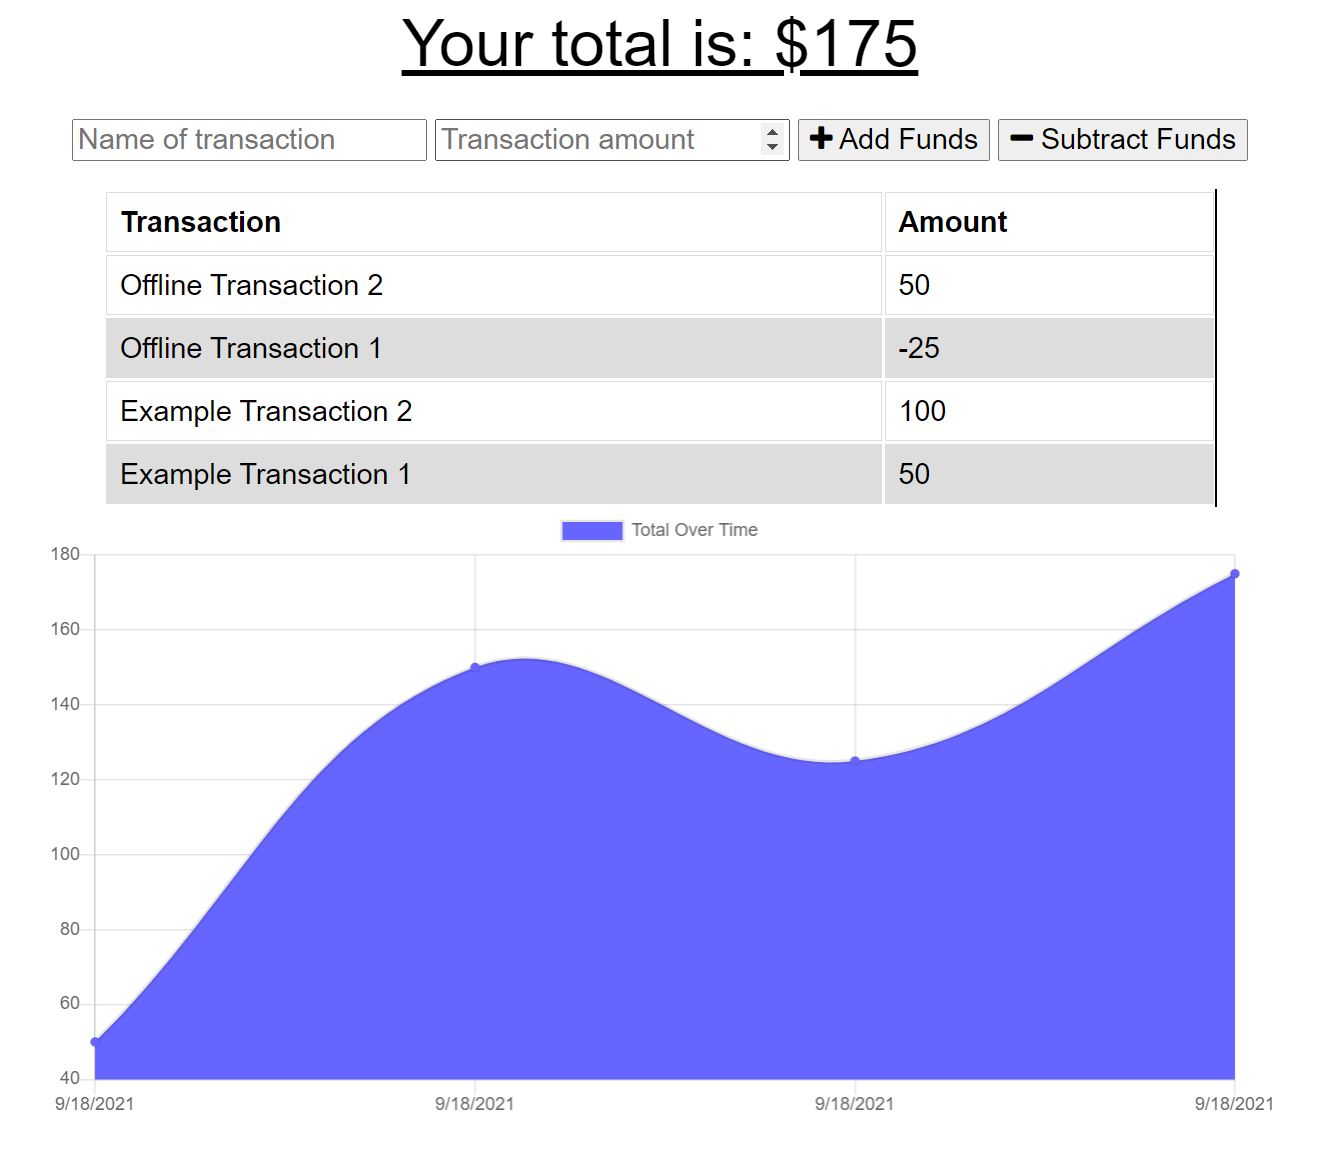 Your total is: $175
Name of transaction Transaction amount Add Funds Subtract Funds
Transaction Amount
Offline Transaction 2 50
Offline Transaction 1 -25
Example Transaction 2 100
Example Transaction 1 50
Total Over Time
180
160
140
120
100
80
60
40
9/18/2021 9/18/2021 9/18/2021 9/18/2021